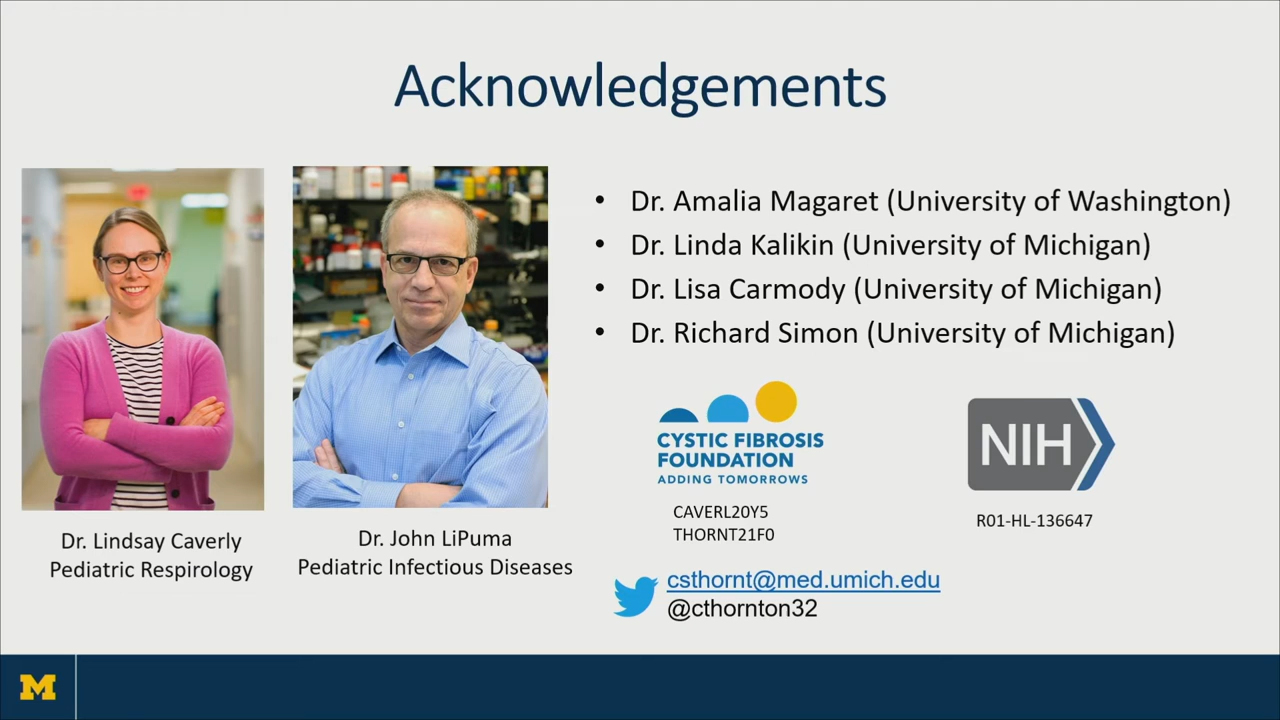 Acknowledgements
Dr. Lindsay Caverly
Pediatric Respirology
Dr. John LiPuma
Pediatric Infectious Diseases
• Dr. Amalia Magaret (University of Washington)
• Dr. Linda Kalikin (University of Michigan)
• Dr. Lisa Carmody (University of Michigan)
• Dr. Richard Simon (University of Michigan)
CYSTIC FIBROSIS
FOUNDATION
ADDING TOMORROWS
CAVERL20Y5
THORNT21F0
NIH
R01-HL-136647
csthornt@med.umich.edu
@cthornton32
M